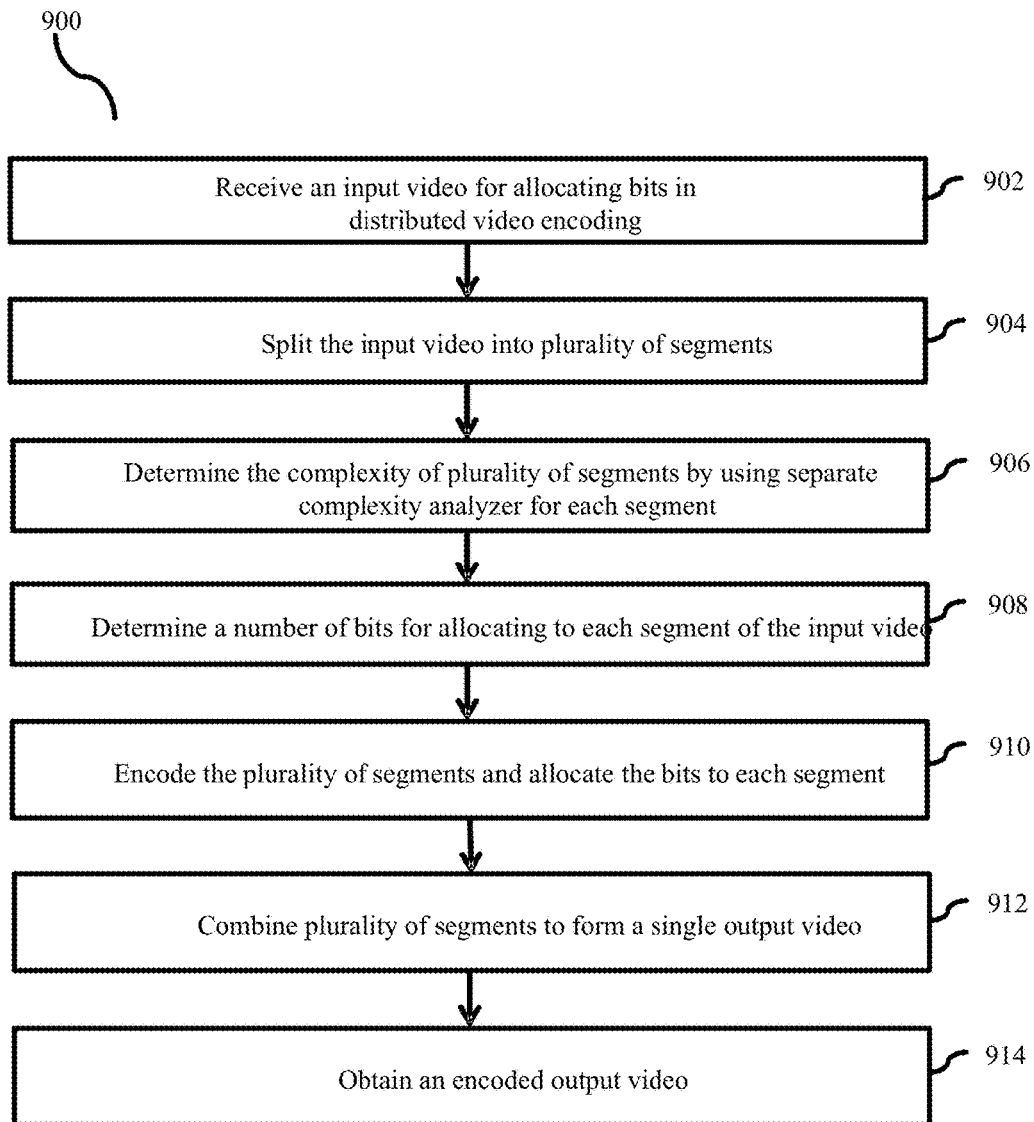 900
Receive an input video for allocating bits in
distributed video encoding
902
Split the input video into plurality of segments
904
Determine the complexity of plurality of segments by using separate
complexity analyzer for each segment
906
Determine a number of bits for allocating to each segment of the input video
908
Encode the plurality of segments and allocate the bits to each segment
910
Combine plurality of segments to form a single output video
912
Obtain an encoded output video
914